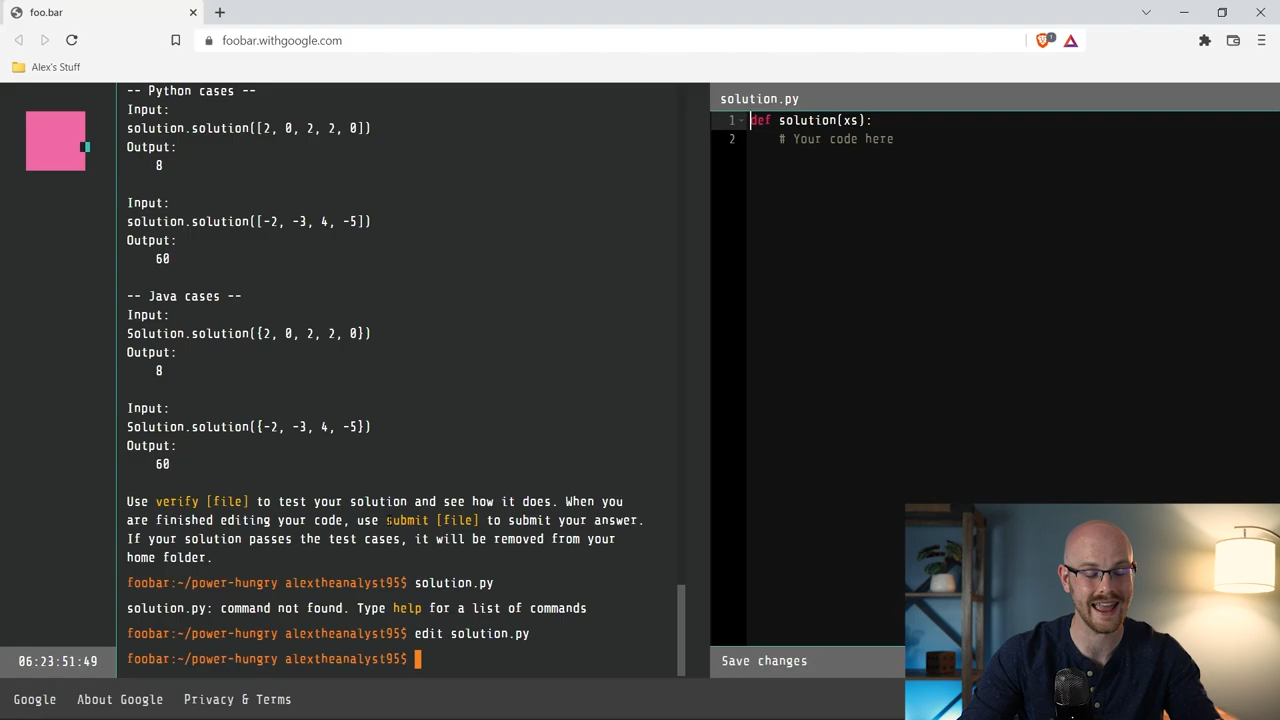 foo.bar
foobar.withgoogle.com
Alex's Stuff
-- Python cases --
Input:
solution.solution([2, 0, 2, 2, 0])
Output:
8
Input:
solution.solution([-2, -3, 4, -5])
Output:
60
-- Java cases --
Input:
Solution.solution({2, 0, 2, 2, 0})
Output:
8
Input:
Solution.solution({-2, -3, 4, -5})
Output:
60
Use verify [file] to test your solution and see how it does. When you
are finished editing your code, use submit [file] to submit your answer.
If your solution passes the test cases, it will be removed from your
home folder.
foobar:~/power-hungry alextheanalyst95$ solution.py
solution.py: command not found. Type help for a list of commands
foobar:~/power-hungry alextheanalyst95$ edit solution.py
foobar:~/power-hungry alextheanalyst95$
06:23:51:49
solution.py
1 def solution(xs):
2 # Your code here
Save changes
Google About Google Privacy & Terms